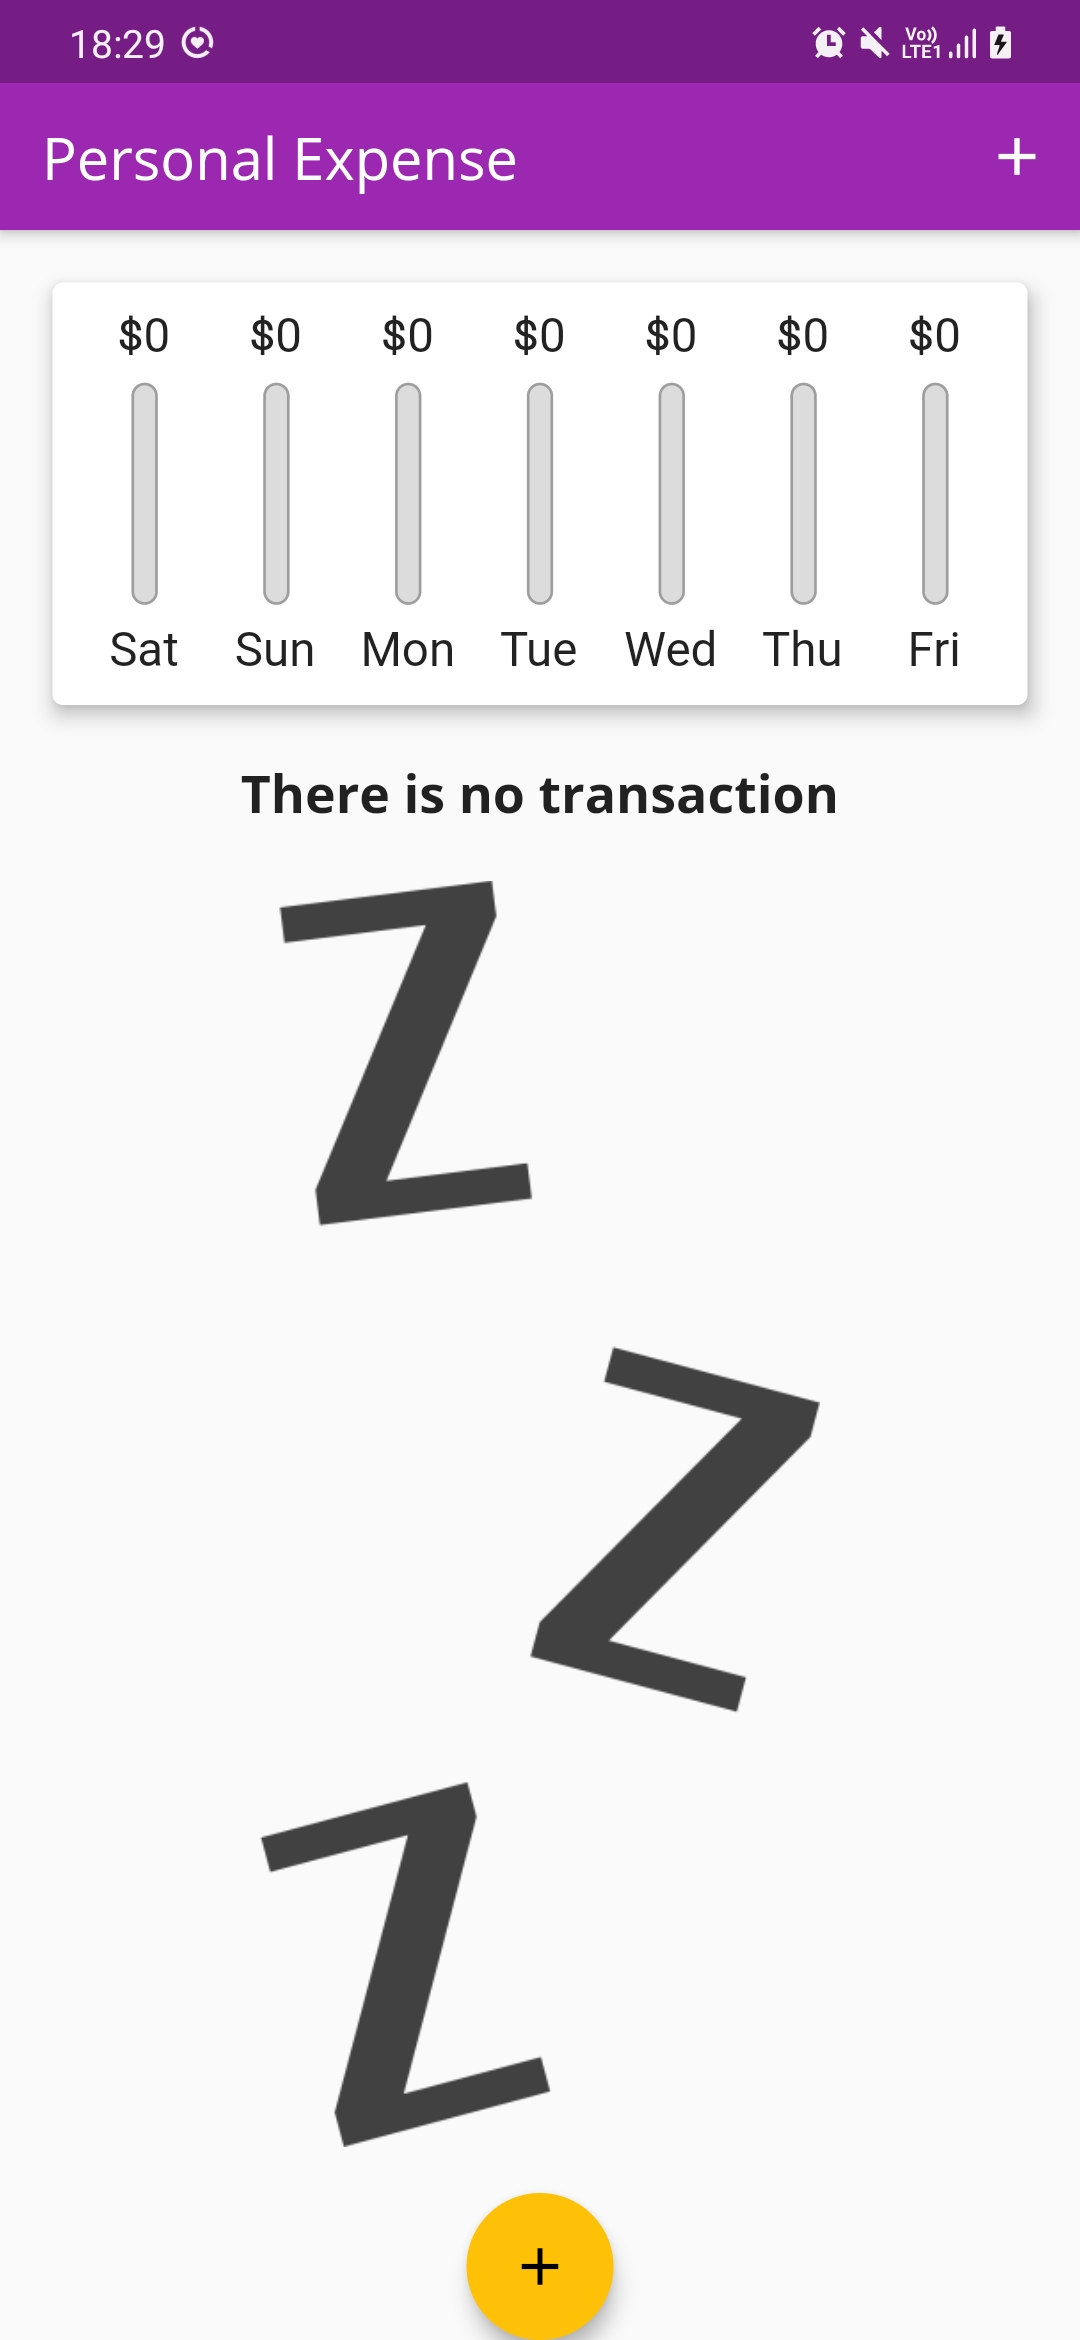 18:29 Vo)) LTE1
Personal Expense +
$0 $0 $0 $0 $0 $0 $0
Sat Sun Mon Tue Wed Thu Fri
There is no transaction
Z
Z
Z
+